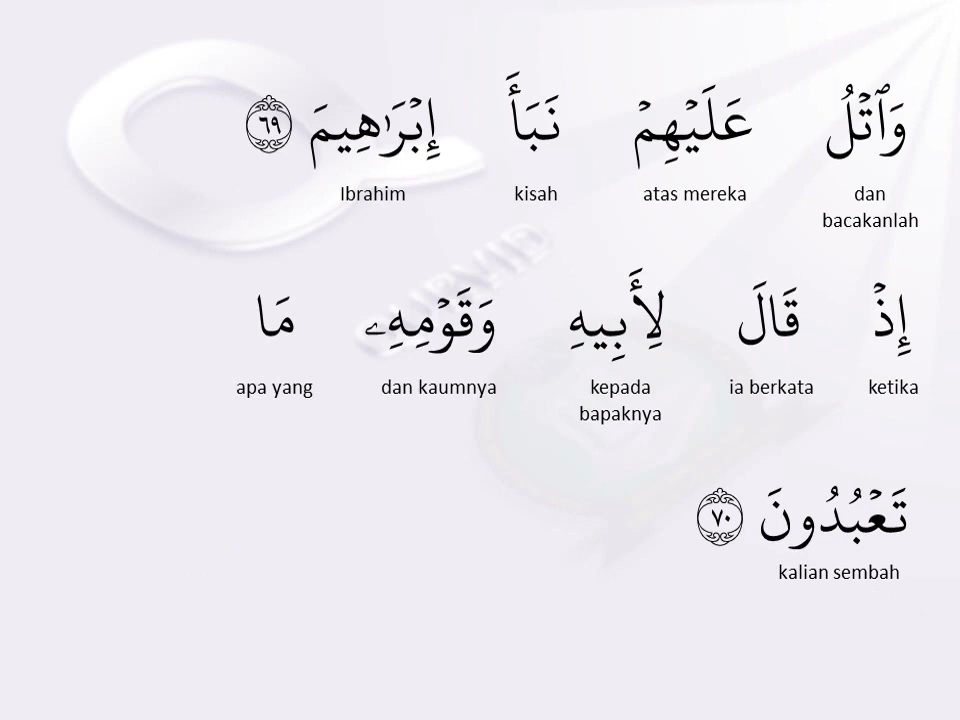 وَٱتۡلُ عَلَيۡهِمۡ نَبَأَ إِبۡرَٰهِيمَ ٦٩
dan bacakanlah atas mereka kisah Ibrahim
إِذۡ قَالَ لِأَبِيهِ وَقَوۡمِهِۦ مَا
ketika ia berkata kepada bapaknya dan kaumnya apa yang
تَعۡبُدُونَ ٧٠
kalian sembah